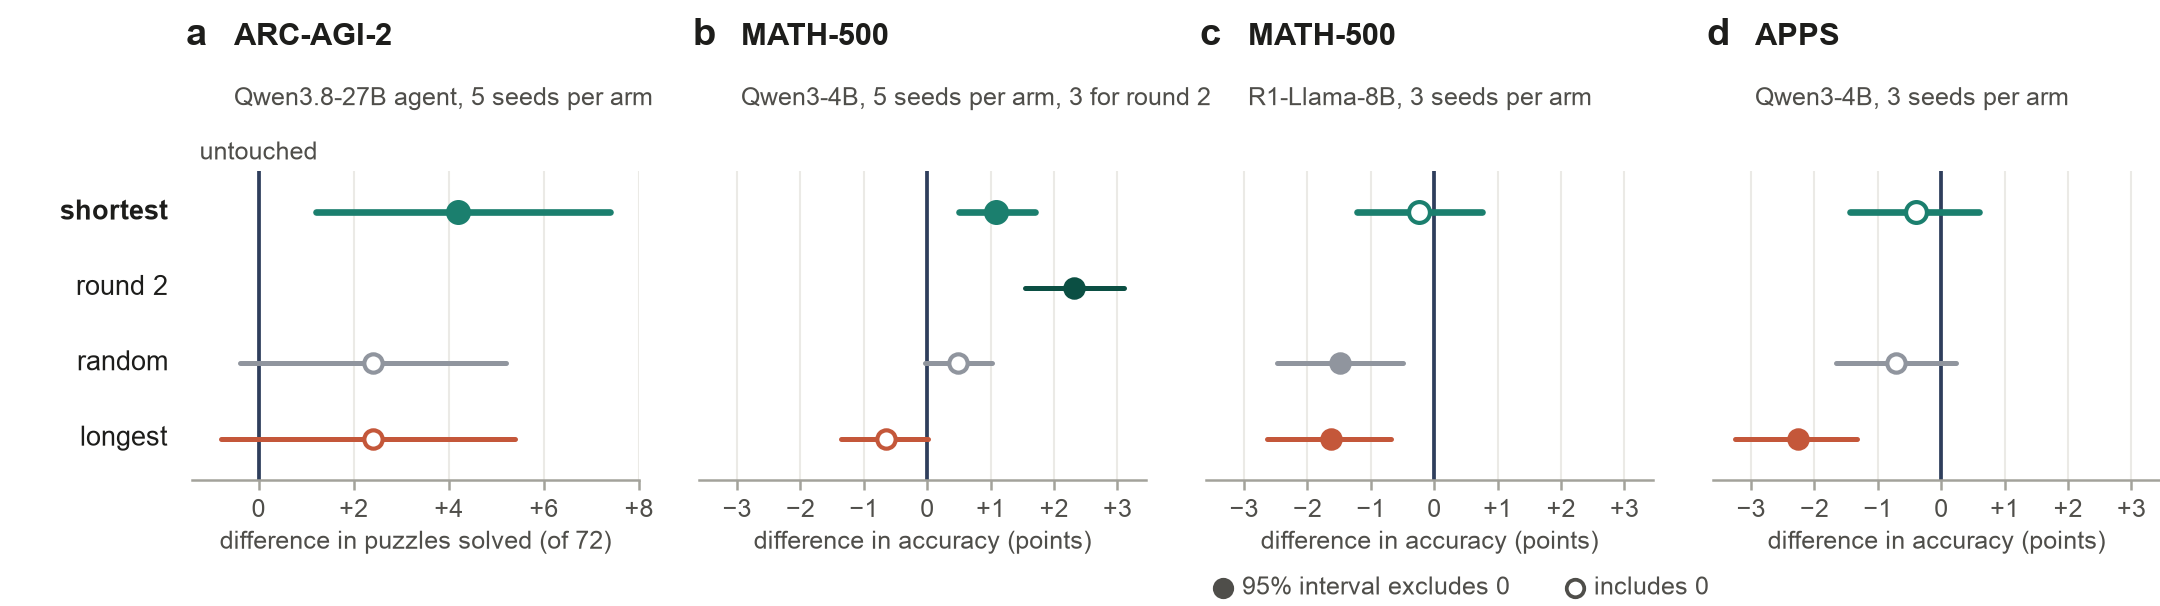 a ARC-AGI-2
Qwen3.8-27B agent, 5 seeds per arm
b MATH-500
Qwen3-4B, 5 seeds per arm, 3 for round 2
c MATH-500
R1-Llama-8B, 3 seeds per arm
d APPS
Qwen3-4B, 3 seeds per arm
untouched
shortest
round 2
random
longest
0 +2 +4 +6 +8
difference in puzzles solved (of 72)
−3 −2 −1 0 +1 +2 +3
difference in accuracy (points)
−3 −2 −1 0 +1 +2 +3
difference in accuracy (points)
−3 −2 −1 0 +1 +2 +3
difference in accuracy (points)
95% interval excludes 0
includes 0